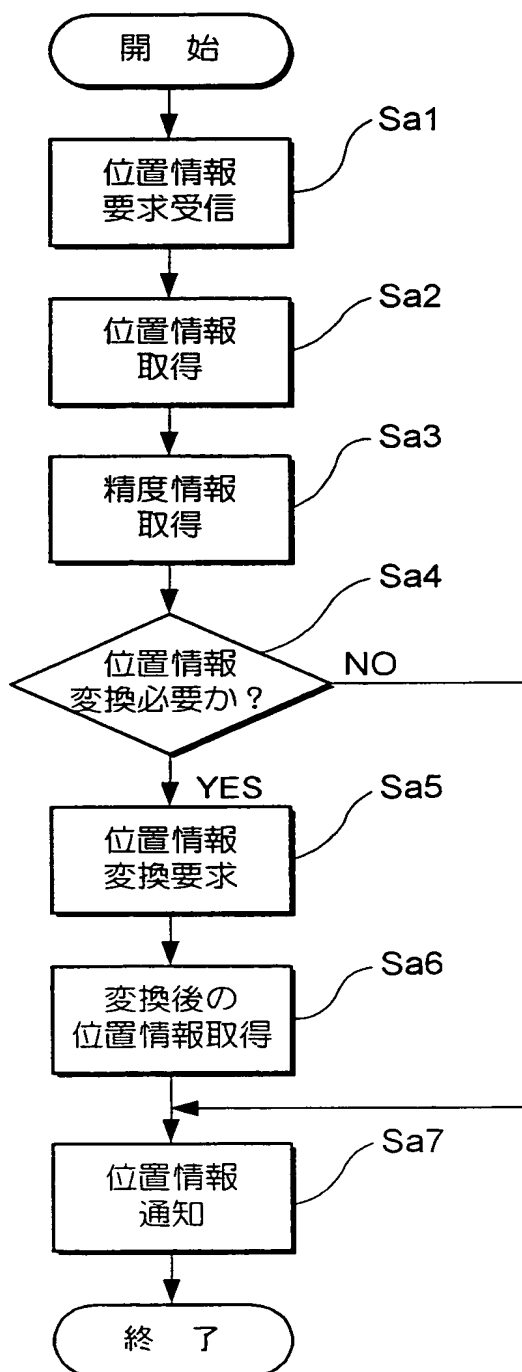 開 始
Sa1
位置情報
要求受信
Sa2
位置情報
取得
Sa3
精度情報
取得
Sa4
位置情報
変換必要か？
NO
YES
Sa5
位置情報
変換要求
Sa6
変換後の
位置情報取得
Sa7
位置情報
通知
終 了